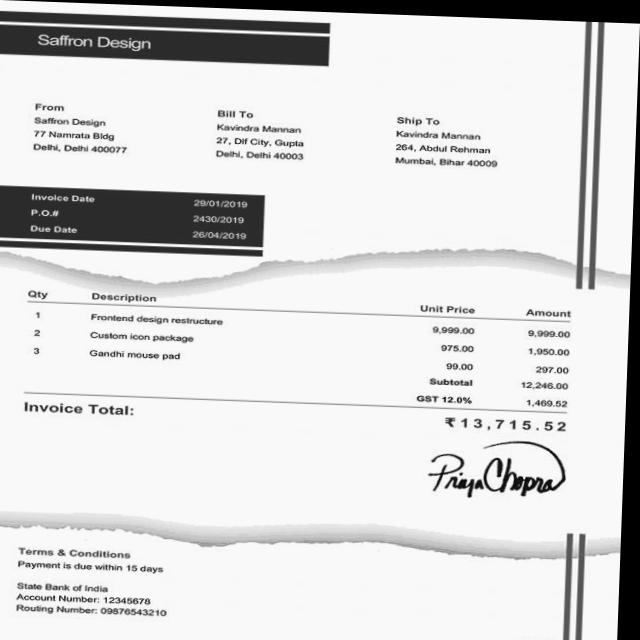 Saffron Design
From
Saffron Design
77 Namrata Bldg
Delhi, Delhi 400077
Bill To
Kavindra Mannan
27, Dlf City, Gupta
Delhi, Delhi 40003
Ship To
Kavindra Mannan
264, Abdul Rehman
Mumbai, Bihar 40009
Invoice Date 29/01/2019
P.O.# 2430/2019
Due Date 26/04/2019
Qty Description Unit Price Amount
1 Frontend design restructure 9,999.00 9,999.00
2 Custom icon package 975.00 1,950.00
3 Gandhi mouse pad 99.00 297.00
Subtotal 12,246.00
GST 12.0% 1,469.52
Invoice Total: ₹13,715.52
Priya Chopra
Terms & Conditions
Payment is due within 15 days
State Bank of India
Account Number: 12345678
Routing Number: 09876543210